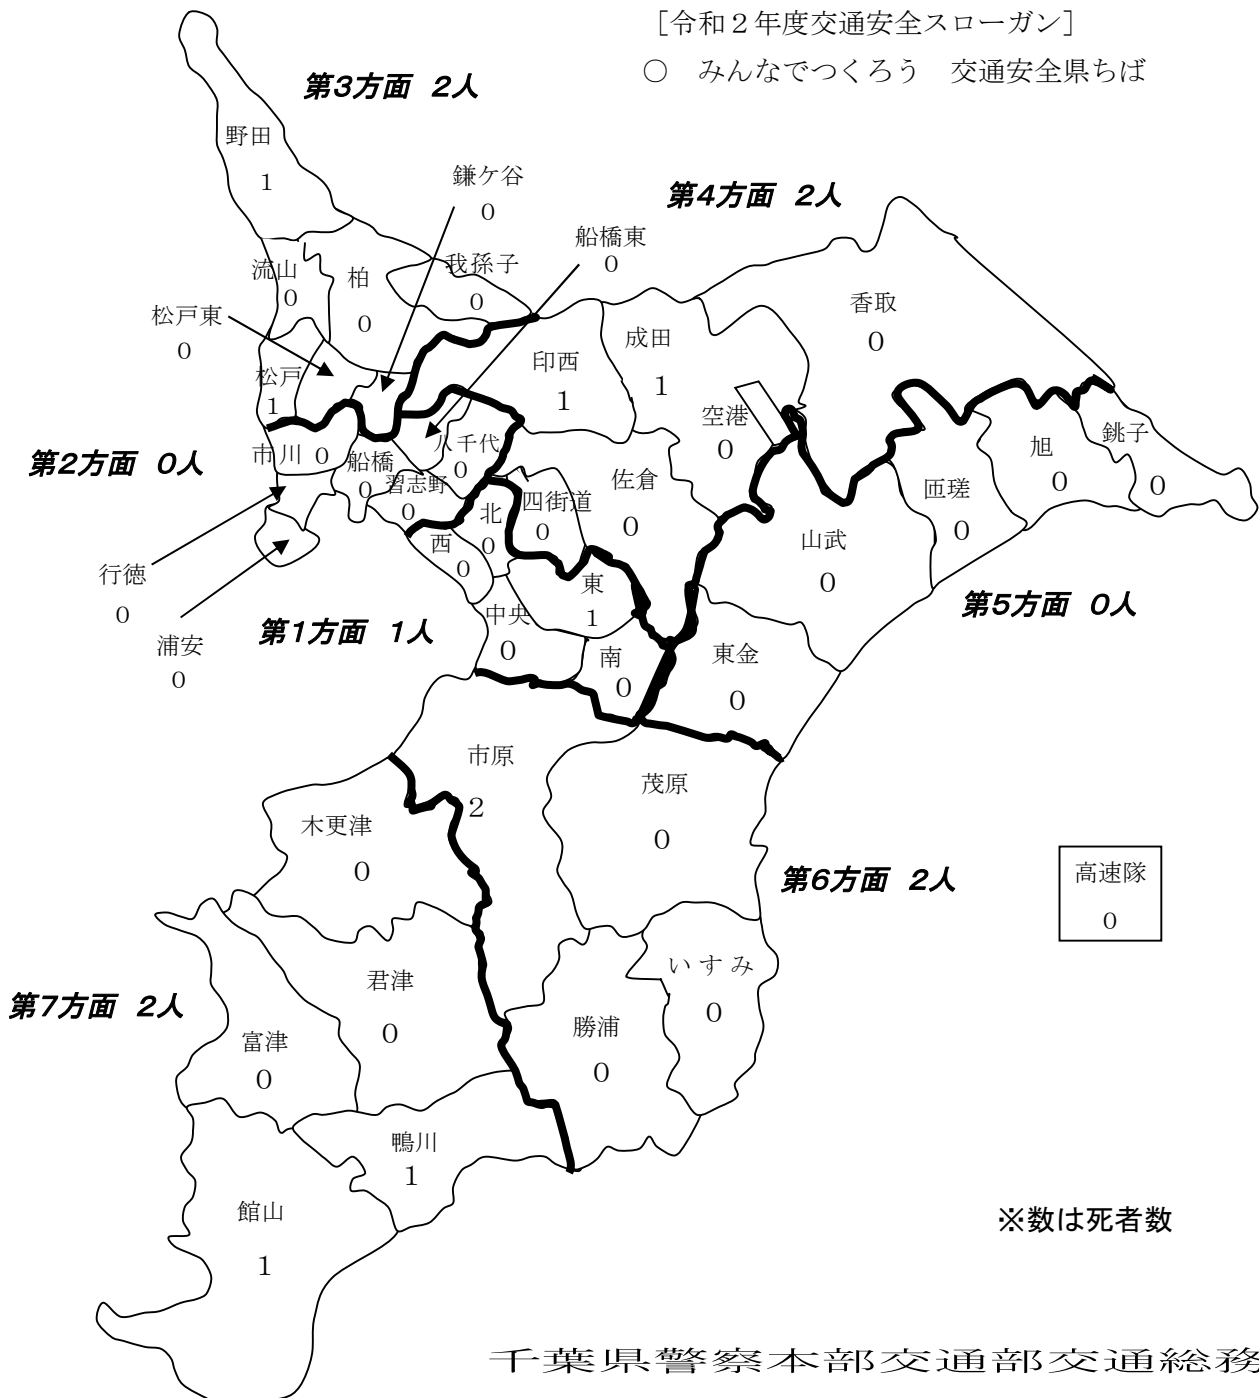 ［令和２年度交通安全スローガン］
○　みんなでつくろう　交通安全県ちば
第3方面 2人
野田
1
鎌ケ谷
0
第4方面 2人
船橋東
0
流山
0
柏
0
我孫子
0
香取
0
松戸東
0
成田
1
印西
1
松戸
1
空港
0
第2方面 0人
市川 0
船橋
0
八千代
0
習志野
0
佐倉
0
四街道
0
北
0
西
0
旭
0
銚子
0
匝瑳
0
山武
0
行徳
0
浦安
0
第1方面 1人
中央
0
東
1
南
0
東金
0
第5方面 0人
市原
2
茂原
0
木更津
0
第6方面 2人
高速隊
0
第7方面 2人
君津
0
富津
0
いすみ
0
勝浦
0
鴨川
1
館山
1
※数は死者数
千葉県警察本部交通部交通総務